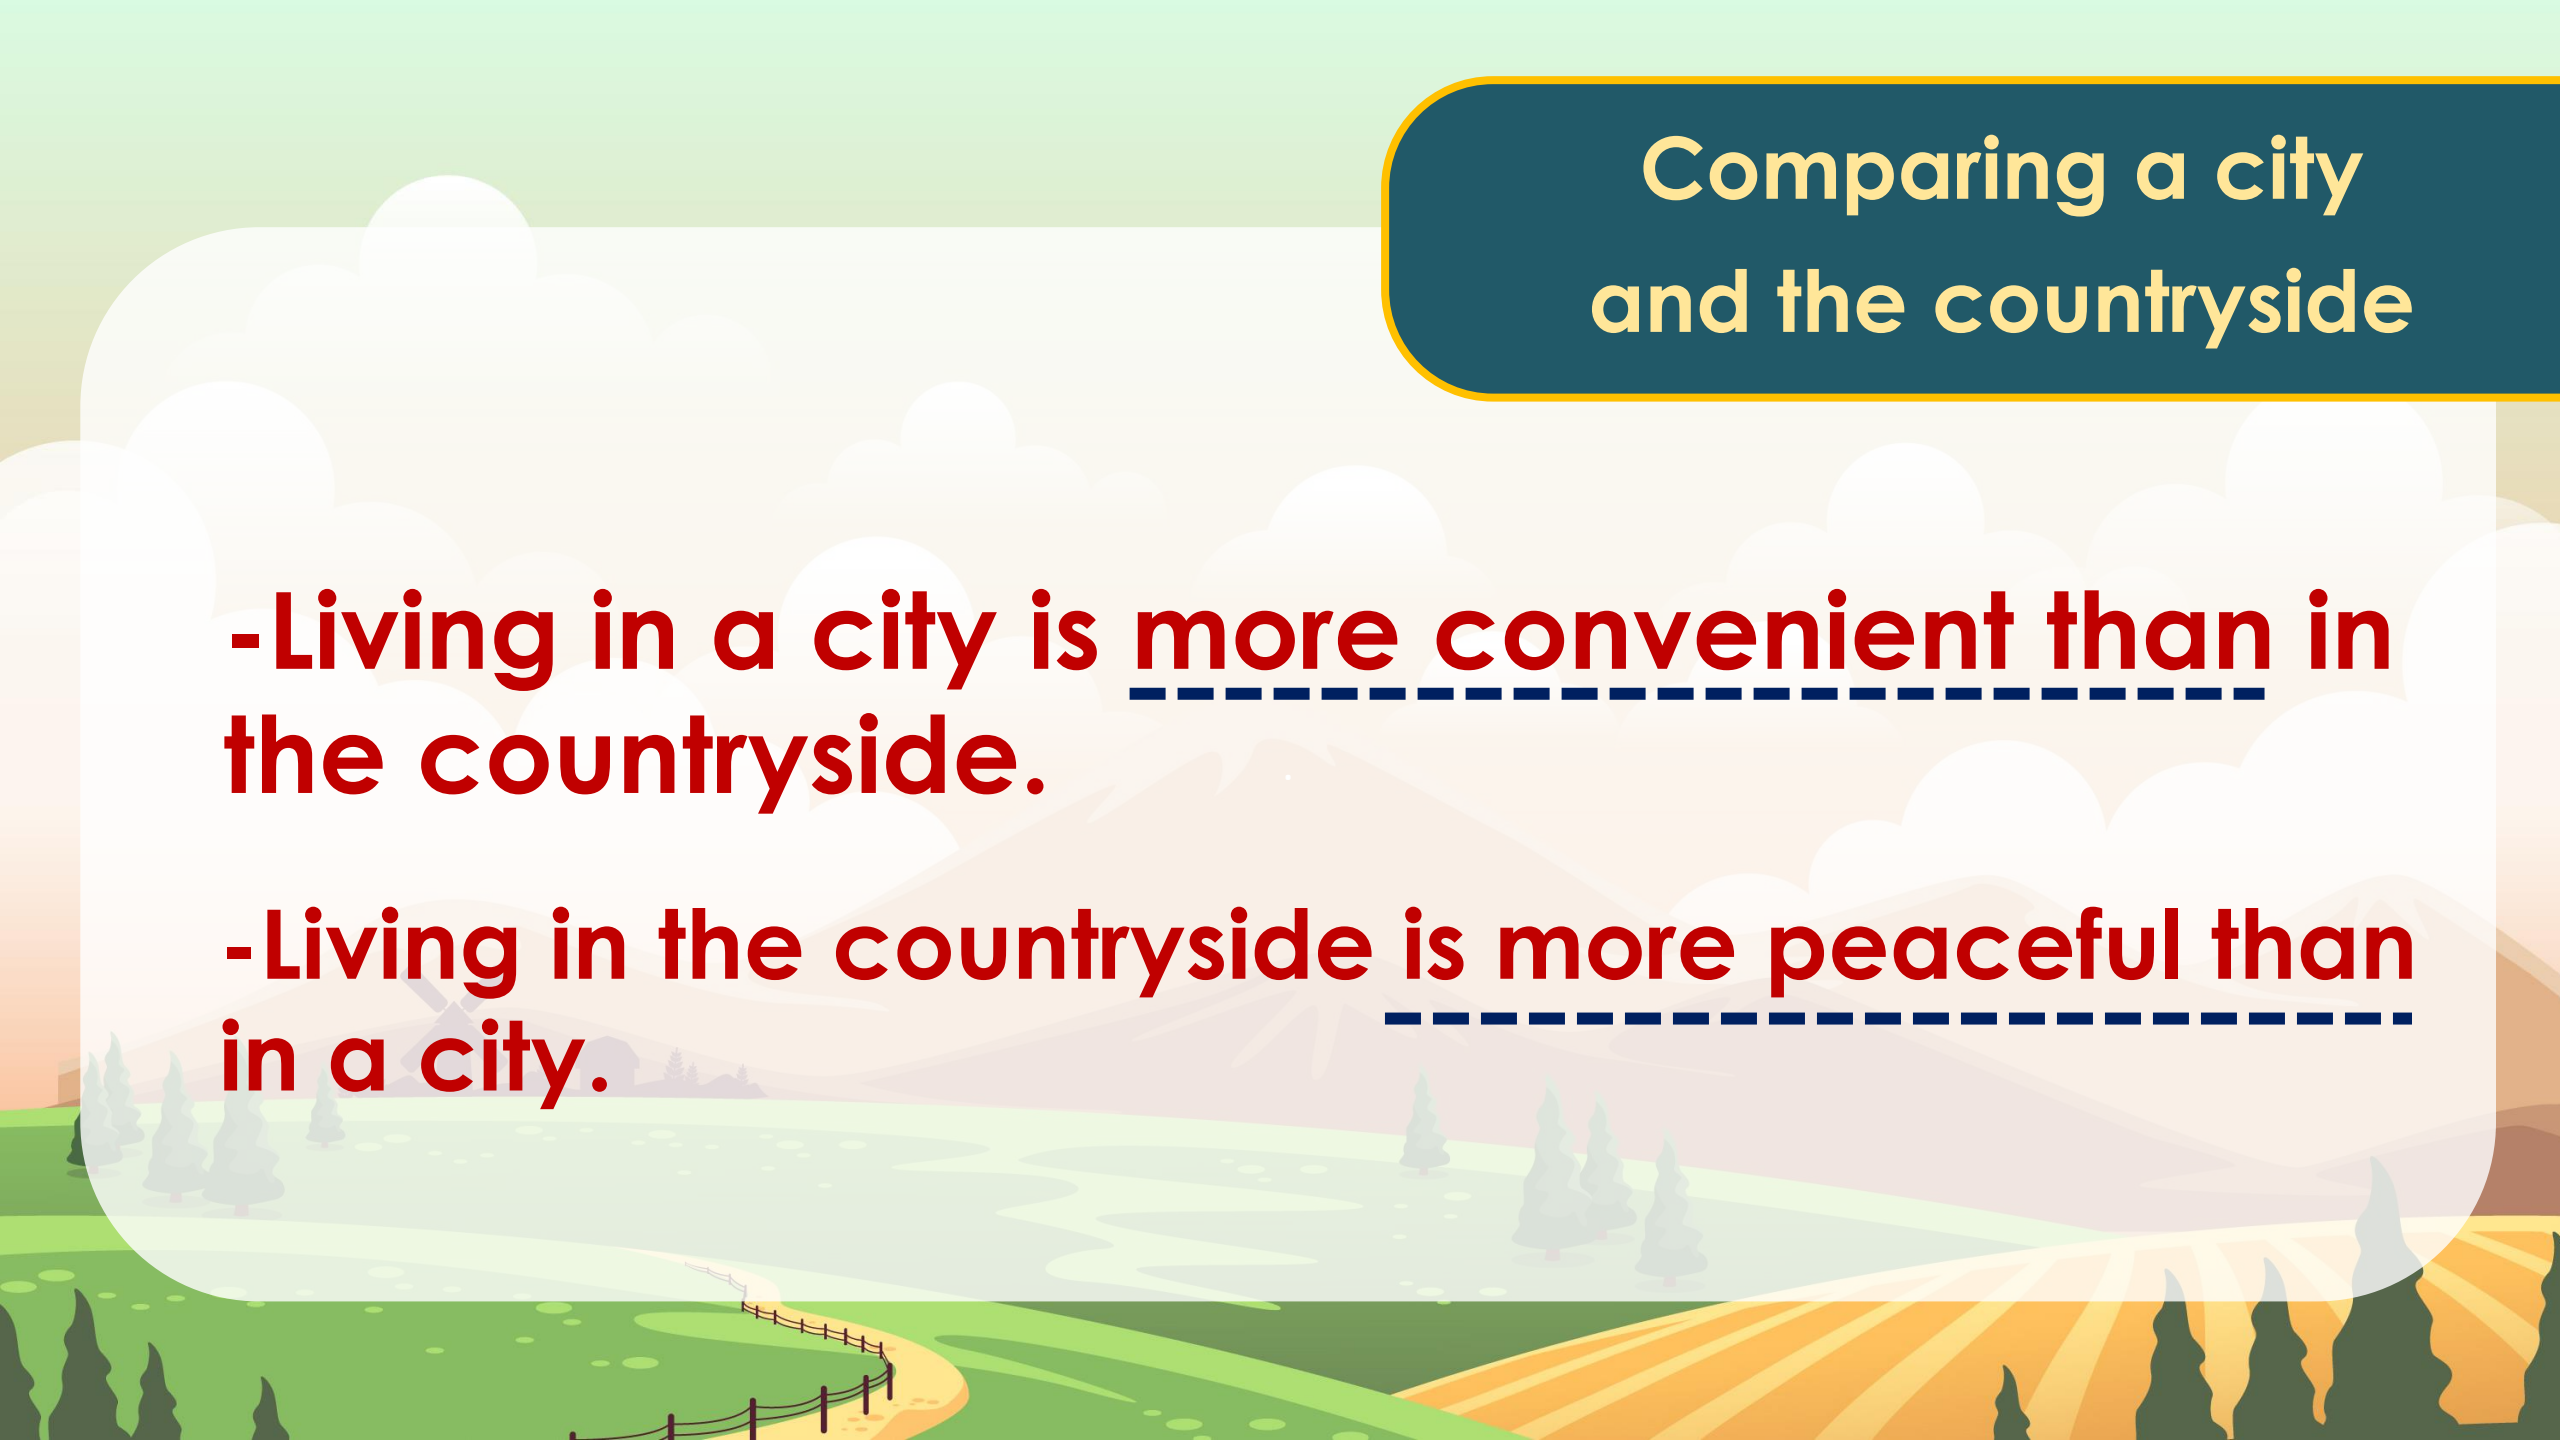 Comparing a city
and the countryside
-Living in a city is more convenient than in
the countryside.
-Living in the countryside is more peaceful than
in a city.